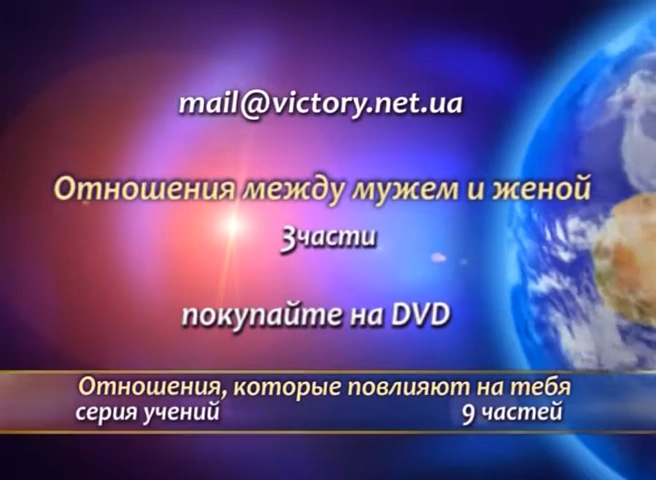 mail@victory.net.ua
Отношения между мужем и женой
3части
покупайте на DVD
Отношения, которые повлияют на тебя
серия учений 9 частей